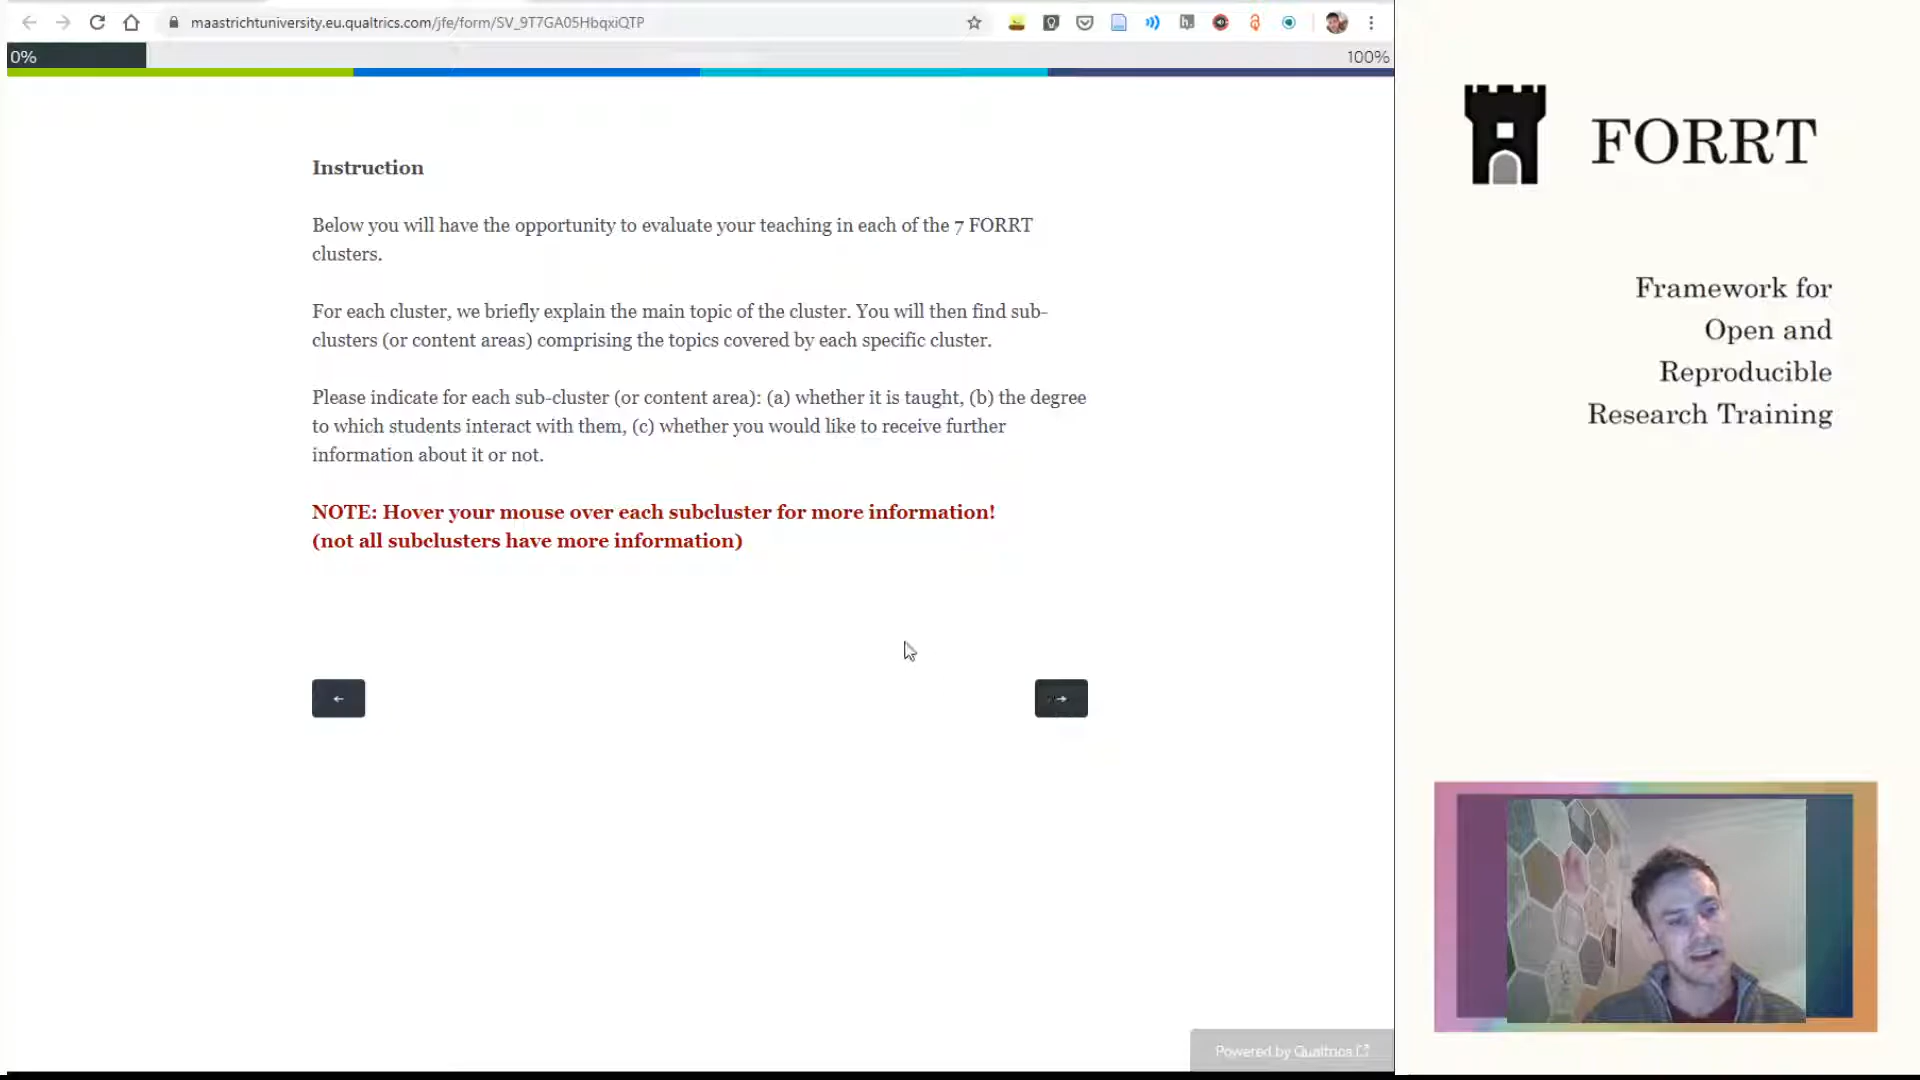 maastrichtuniversity.eu.qualtrics.com/jfe/form/SV_9T7GA05HbqxiQTP
0%
100%
Instruction
Below you will have the opportunity to evaluate your teaching in each of the 7 FORRT
clusters.
For each cluster, we briefly explain the main topic of the cluster. You will then find sub-
clusters (or content areas) comprising the topics covered by each specific cluster.
Please indicate for each sub-cluster (or content area): (a) whether it is taught, (b) the degree
to which students interact with them, (c) whether you would like to receive further
information about it or not.
NOTE: Hover your mouse over each subcluster for more information!
(not all subclusters have more information)
Powered by Qualtrics
FORRT
Framework for
Open and
Reproducible
Research Training